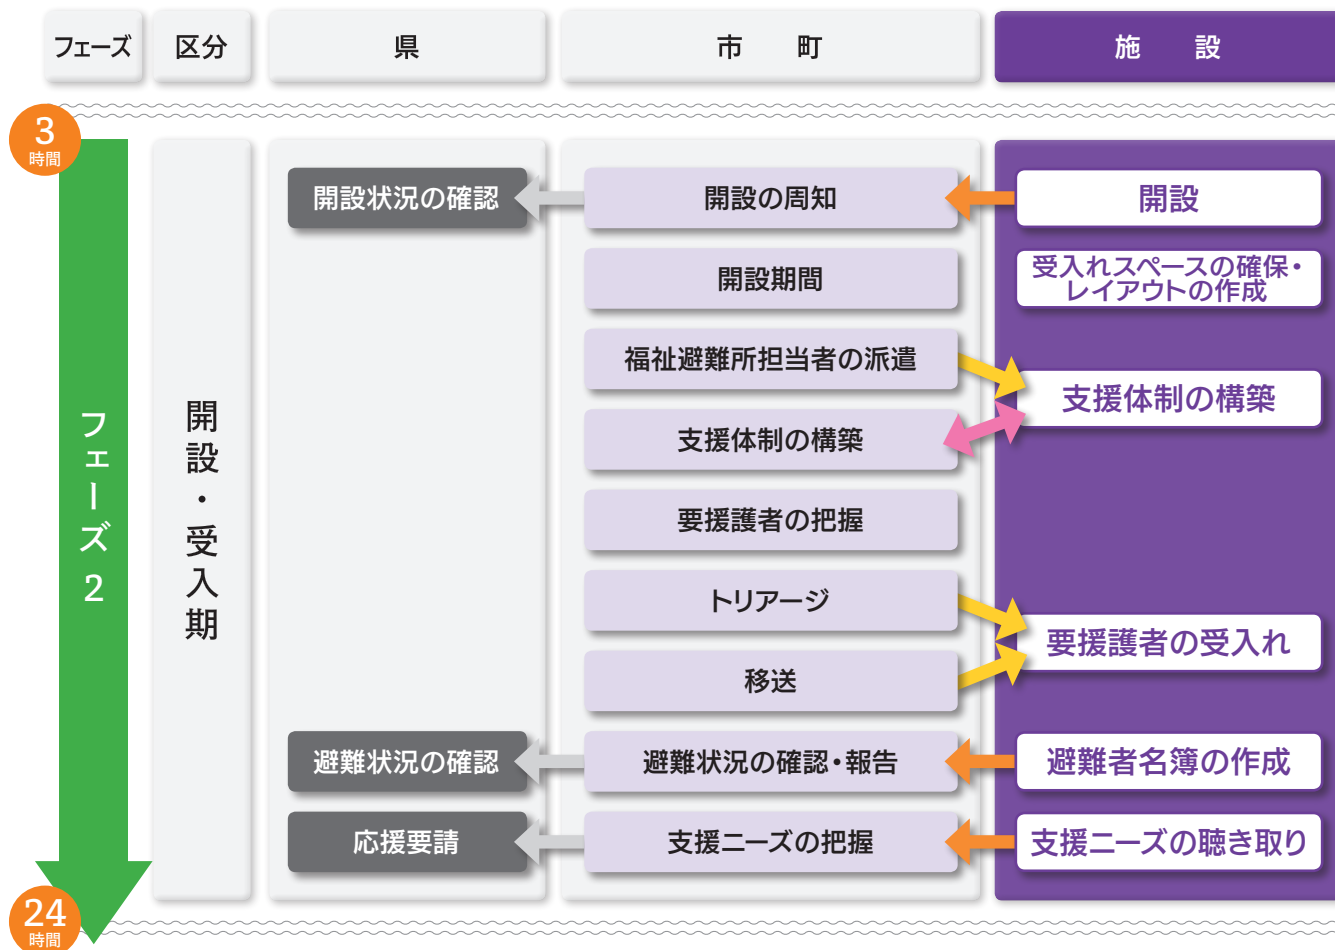 フェーズ
区分
県
市　　町
施　　設
3
時間
フェーズ2
開設・受入期
開設状況の確認
開設の周知
開設
開設期間
受入れスペースの確保・
レイアウトの作成
福祉避難所担当者の派遣
支援体制の構築
支援体制の構築
要援護者の把握
トリアージ
要援護者の受入れ
移送
避難状況の確認
避難状況の確認・報告
避難者名簿の作成
応援要請
支援ニーズの把握
支援ニーズの聴き取り
24
時間